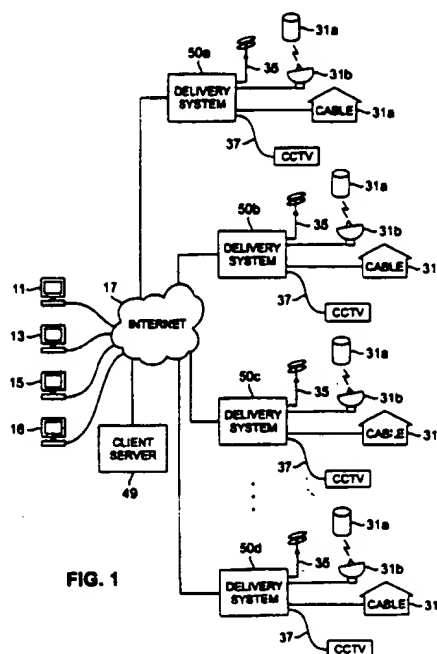 31a
50a
35
31b
DELIVERY
SYSTEM
CABLE
31a
37
CCTV
31a
50b
35
31b
DELIVERY
SYSTEM
CABLE
31
37
CCTV
17
11
INTERNET
13
15
16
CLIENT
SERVER
49
31a
50c
35
31b
DELIVERY
SYSTEM
CABLE
31
37
CCTV
31a
50d
35
31b
DELIVERY
SYSTEM
CABLE
31
37
CCTV
FIG. 1